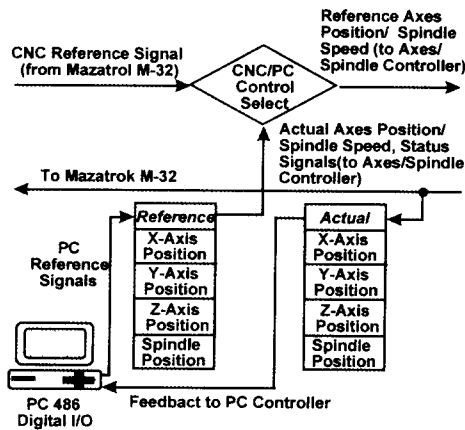 CNC Reference Signal
(from Mazatrol M-32)
CNC/PC
Control
Select
Reference Axes
Position/ Spindle
Speed (to Axes/
Spindle Controller)
Actual Axes Position/
Spindle Speed, Status
Signals(to Axes/Spindle
Controller)
To Mazatrok M-32
PC
Reference
Signals
Reference
X-Axis
Position
Y-Axis
Position
Z-Axis
Position
Spindle
Position
Actual
X-Axis
Position
Y-Axis
Position
Z-Axis
Position
Spindle
Position
PC 486
Digital I/O
Feedbact to PC Controller